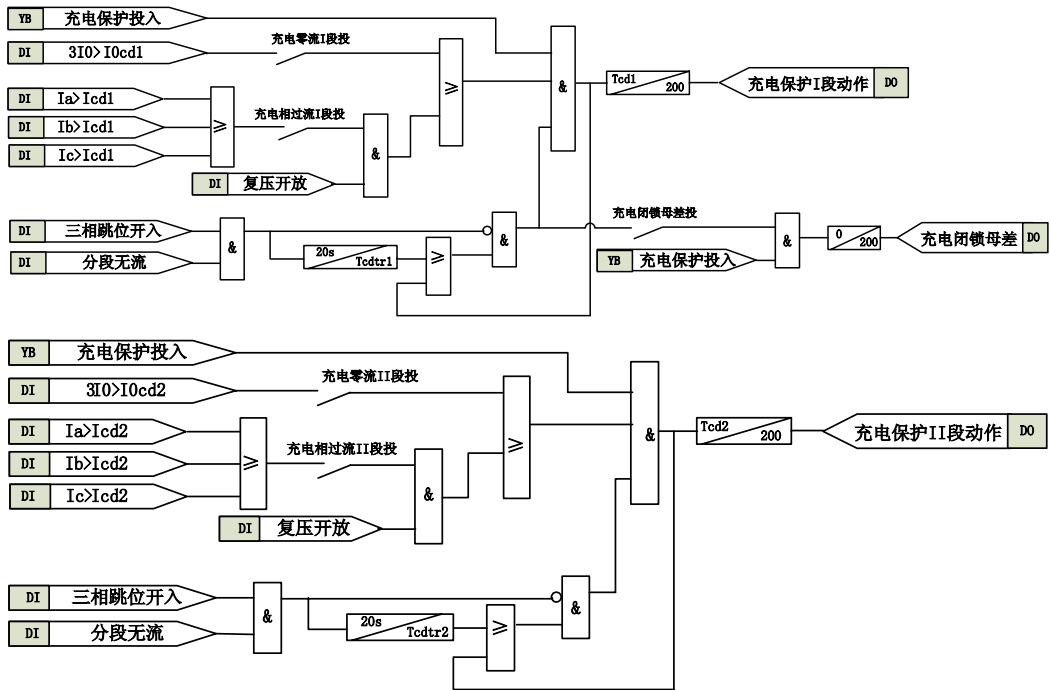 YB 充电保护投入
DI 3I0>I0cd1
充电零流I段投
≥
&
Tcd1
200
充电保护I段动作 DO
DI Ia>Icd1
DI Ib>Icd1
DI Ic>Icd1
≥
充电相过流I段投
&
DI 复压开放
DI 三相跳位开入
DI 分段无流
&
20s
Tcdtr1
≥
&
充电闭锁母差投
YB 充电保护投入
&
0
200
充电闭锁母差 DO
YB 充电保护投入
DI 3I0>I0cd2
充电零流II段投
≥
&
Tcd2
200
充电保护II段动作 DO
DI Ia>Icd2
DI Ib>Icd2
DI Ic>Icd2
≥
充电相过流II段投
&
DI 复压开放
DI 三相跳位开入
DI 分段无流
&
20s
Tcdtr2
≥
&